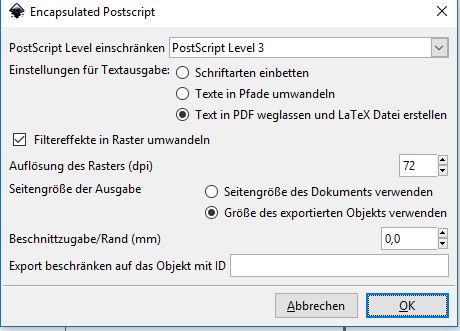 Encapsulated Postscript
PostScript Level einschränken PostScript Level 3
Einstellungen für Textausgabe: Schriftarten einbetten
Texte in Pfade umwandeln
Text in PDF weglassen und LaTeX Datei erstellen
Filtereffekte in Raster umwandeln
Auflösung des Rasters (dpi) 72
Seitengröße der Ausgabe Seitengröße des Dokuments verwenden
Größe des exportierten Objekts verwenden
Beschnittzugabe/Rand (mm) 0,0
Export beschränken auf das Objekt mit ID
Abbrechen OK